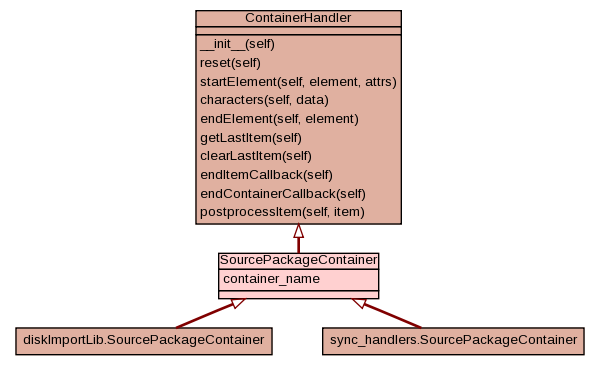 ContainerHandler
__init__(self)
reset(self)
startElement(self, element, attrs)
characters(self, data)
endElement(self, element)
getLastItem(self)
clearLastItem(self)
endItemCallback(self)
endContainerCallback(self)
postprocessItem(self, item)
SourcePackageContainer
container_name
diskImportLib.SourcePackageContainer
sync_handlers.SourcePackageContainer